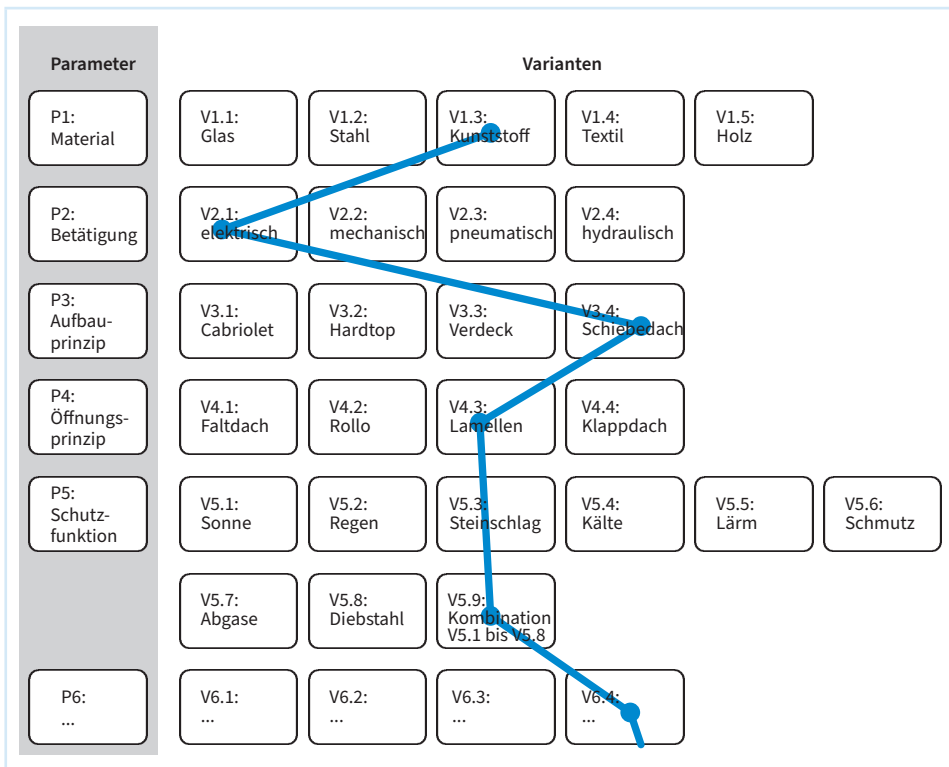 Parameter
Varianten
P1:
Material
V1.1:
Glas
V1.2:
Stahl
V1.3:
Kunststoff
V1.4:
Textil
V1.5:
Holz
P2:
Betätigung
V2.1:
elektrisch
V2.2:
mechanisch
V2.3:
pneumatisch
V2.4:
hydraulisch
P3:
Aufbau-
prinzip
V3.1:
Cabriolet
V3.2:
Hardtop
V3.3:
Verdeck
V3.4:
Schiebedach
P4:
Öffnungs-
prinzip
V4.1:
Faltdach
V4.2:
Rollo
V4.3:
Lamellen
V4.4:
Klappdach
P5:
Schutz-
funktion
V5.1:
Sonne
V5.2:
Regen
V5.3:
Steinschlag
V5.4:
Kälte
V5.5:
Lärm
V5.6:
Schmutz
V5.7:
Abgase
V5.8:
Diebstahl
V5.9:
Kombination
V5.1 bis V5.8
P6:
...
V6.1:
...
V6.2:
...
V6.3:
...
V6.4:
...